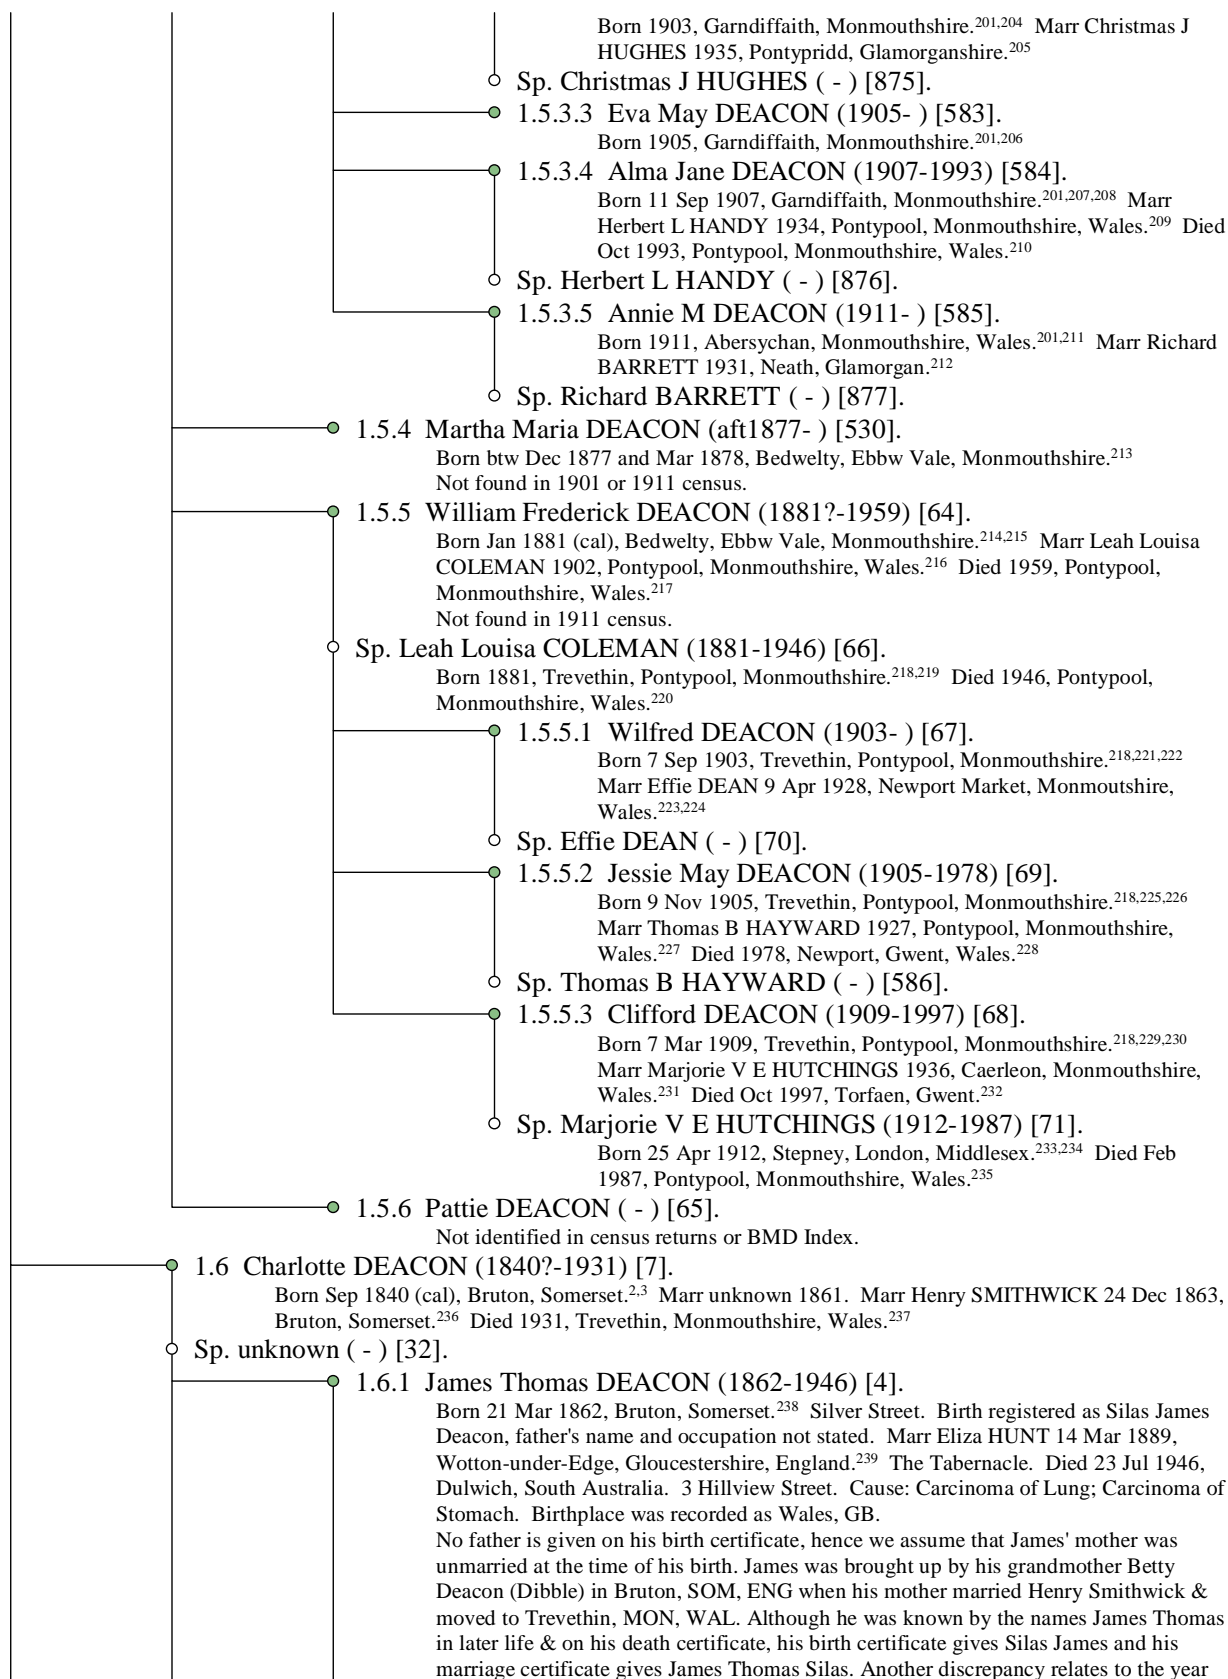 Born 1903, Garndiffaith, Monmouthshire.201,204 Marr Christmas J
HUGHES 1935, Pontypridd, Glamorganshire.205
Sp. Christmas J HUGHES ( - ) [875].
1.5.3.3 Eva May DEACON (1905- ) [583].
Born 1905, Garndiffaith, Monmouthshire.201,206
1.5.3.4 Alma Jane DEACON (1907-1993) [584].
Born 11 Sep 1907, Garndiffaith, Monmouthshire.201,207,208 Marr
Herbert L HANDY 1934, Pontypool, Monmouthshire, Wales.209 Died
Oct 1993, Pontypool, Monmouthshire, Wales.210
Sp. Herbert L HANDY ( - ) [876].
1.5.3.5 Annie M DEACON (1911- ) [585].
Born 1911, Abersychan, Monmouthshire, Wales.201,211 Marr Richard
BARRETT 1931, Neath, Glamorgan.212
Sp. Richard BARRETT ( - ) [877].
1.5.4 Martha Maria DEACON (aft1877- ) [530].
Born btw Dec 1877 and Mar 1878, Bedwelty, Ebbw Vale, Monmouthshire.213
Not found in 1901 or 1911 census.
1.5.5 William Frederick DEACON (1881?-1959) [64].
Born Jan 1881 (cal), Bedwelty, Ebbw Vale, Monmouthshire.214,215 Marr Leah Louisa
COLEMAN 1902, Pontypool, Monmouthshire, Wales.216 Died 1959, Pontypool,
Monmouthshire, Wales.217
Not found in 1911 census.
Sp. Leah Louisa COLEMAN (1881-1946) [66].
Born 1881, Trevethin, Pontypool, Monmouthshire.218,219 Died 1946, Pontypool,
Monmouthshire, Wales.220
1.5.5.1 Wilfred DEACON (1903- ) [67].
Born 7 Sep 1903, Trevethin, Pontypool, Monmouthshire.218,221,222
Marr Effie DEAN 9 Apr 1928, Newport Market, Monmoutshire,
Wales.223,224
Sp. Effie DEAN ( - ) [70].
1.5.5.2 Jessie May DEACON (1905-1978) [69].
Born 9 Nov 1905, Trevethin, Pontypool, Monmouthshire.218,225,226
Marr Thomas B HAYWARD 1927, Pontypool, Monmouthshire,
Wales.227 Died 1978, Newport, Gwent, Wales.228
Sp. Thomas B HAYWARD ( - ) [586].
1.5.5.3 Clifford DEACON (1909-1997) [68].
Born 7 Mar 1909, Trevethin, Pontypool, Monmouthshire.218,229,230
Marr Marjorie V E HUTCHINGS 1936, Caerleon, Monmouthshire,
Wales.231 Died Oct 1997, Torfaen, Gwent.232
Sp. Marjorie V E HUTCHINGS (1912-1987) [71].
Born 25 Apr 1912, Stepney, London, Middlesex.233,234 Died Feb
1987, Pontypool, Monmouthshire, Wales.235
1.5.6 Pattie DEACON ( - ) [65].
Not identified in census returns or BMD Index.
1.6 Charlotte DEACON (1840?-1931) [7].
Born Sep 1840 (cal), Bruton, Somerset.2,3 Marr unknown 1861. Marr Henry SMITHWICK 24 Dec 1863,
Bruton, Somerset.236 Died 1931, Trevethin, Monmouthshire, Wales.237
Sp. unknown ( - ) [32].
1.6.1 James Thomas DEACON (1862-1946) [4].
Born 21 Mar 1862, Bruton, Somerset.238 Silver Street. Birth registered as Silas James
Deacon, father's name and occupation not stated. Marr Eliza HUNT 14 Mar 1889,
Wotton-under-Edge, Gloucestershire, England.239 The Tabernacle. Died 23 Jul 1946,
Dulwich, South Australia. 3 Hillview Street. Cause: Carcinoma of Lung; Carcinoma of
Stomach. Birthplace was recorded as Wales, GB.
No father is given on his birth certificate, hence we assume that James' mother was
unmarried at the time of his birth. James was brought up by his grandmother Betty
Deacon (Dibble) in Bruton, SOM, ENG when his mother married Henry Smithwick &
moved to Trevethin, MON, WAL. Although he was known by the names James Thomas
in later life & on his death certificate, his birth certificate gives Silas James and his
marriage certificate gives James Thomas Silas. Another discrepancy relates to the year